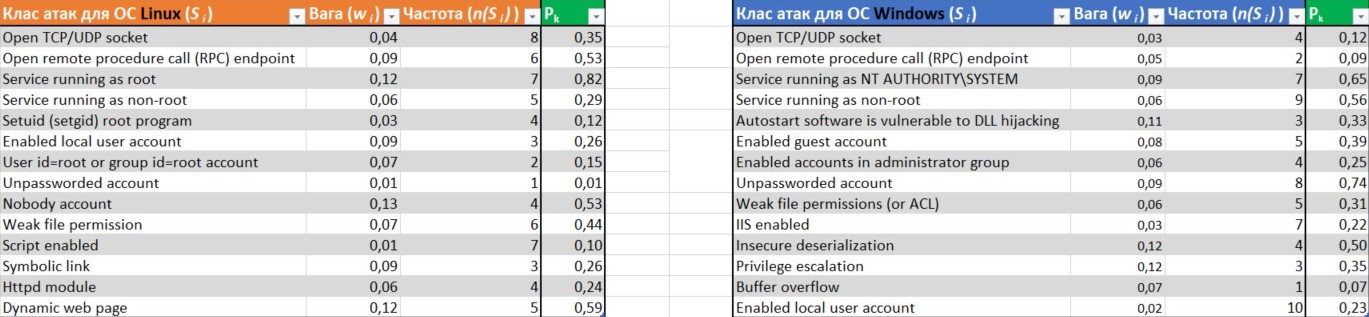 Клас атак для ОС Linux (S i) Вага (w i) Частота (n(S i)) Pk Клас атак для ОС Windows (S i) Вага (w i) Частота (n(S i)) Pk
Open TCP/UDP socket 0,04 8 0,35 Open TCP/UDP socket 0,03 4 0,12
Open remote procedure call (RPC) endpoint 0,09 6 0,53 Open remote procedure call (RPC) endpoint 0,05 2 0,09
Service running as root 0,12 7 0,82 Service running as NT AUTHORITY\SYSTEM 0,09 7 0,65
Service running as non-root 0,06 5 0,29 Service running as non-root 0,06 9 0,56
Setuid (setgid) root program 0,03 4 0,12 Autostart software is vulnerable to DLL hijacking 0,11 3 0,33
Enabled local user account 0,09 3 0,26 Enabled guest account 0,08 5 0,39
User id=root or group id=root account 0,07 2 0,15 Enabled accounts in administrator group 0,06 4 0,25
Unpassworded account 0,01 1 0,01 Unpassworded account 0,09 8 0,74
Nobody account 0,13 4 0,53 Weak file permissions (or ACL) 0,06 5 0,31
Weak file permission 0,07 6 0,44 IIS enabled 0,03 7 0,22
Script enabled 0,01 7 0,10 Insecure deserialization 0,12 4 0,50
Symbolic link 0,09 3 0,26 Privilege escalation 0,12 3 0,35
Httpd module 0,06 4 0,24 Buffer overflow 0,07 1 0,07
Dynamic web page 0,12 5 0,59 Enabled local user account 0,02 10 0,23